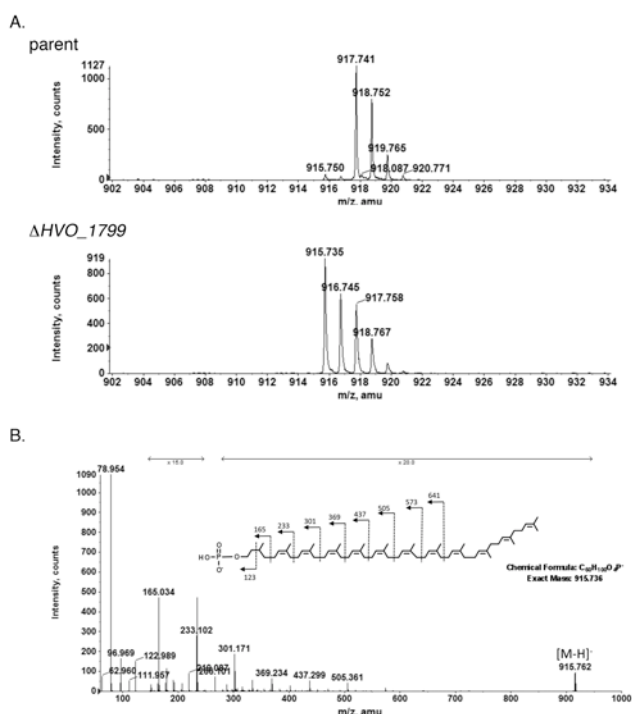 A.
parent
1127
1000
500
0
Intensity, counts
917.741
918.752
919.765
915.750
918.087
920.771
902 904 906 908 910 912 914 916 918 920 922 924 926 928 930 932 934
m/z, amu
ΔHVO_1799
919
800
600
400
200
0
Intensity, counts
915.735
916.745
917.758
918.767
902 904 906 908 910 912 914 916 918 920 922 924 926 928 930 932 934
m/z, amu
B.
x 15.0
x 20.0
1090
1000
900
800
700
600
500
400
300
200
100
0
Intensity, counts
78.954
165.034
233.102
301.171
96.969
122.989
62.960
111.957
219.087
369.234
437.299
505.361
[M-H]-
915.762
HO
P
O
O
O-
123
165
233
301
369
437
505
573
641
Chemical Formula:
Exact Mass: 915.736
100 200 300 400 500 600 700 800 900 1000
m/z, amu